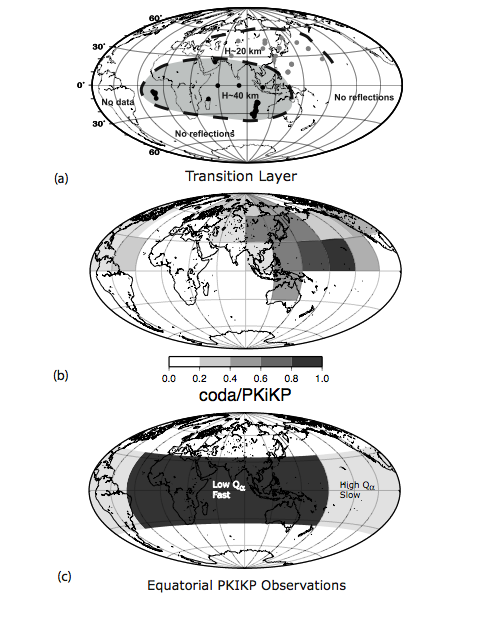 60°
30°
H~20 km
0°
H~40 km
No data
No reflections
30°
No reflections
60
(a)
Transition Layer
(b)
0.0 0.2 0.4 0.6 0.8 1.0
coda/PKiKP
Low Qα
Fast
High Qα
Slow
(c)
Equatorial PKIKP Observations